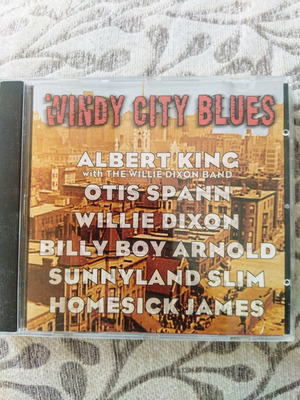 WINDY CITY BLUES
ALBERT KING
with THE WILLIE DIXON BAND
OTIS SPANN
WILLIE DIXON
BILLY BOY ARNOLD
SUNNYLAND SLIM
HOMESICK JAMES